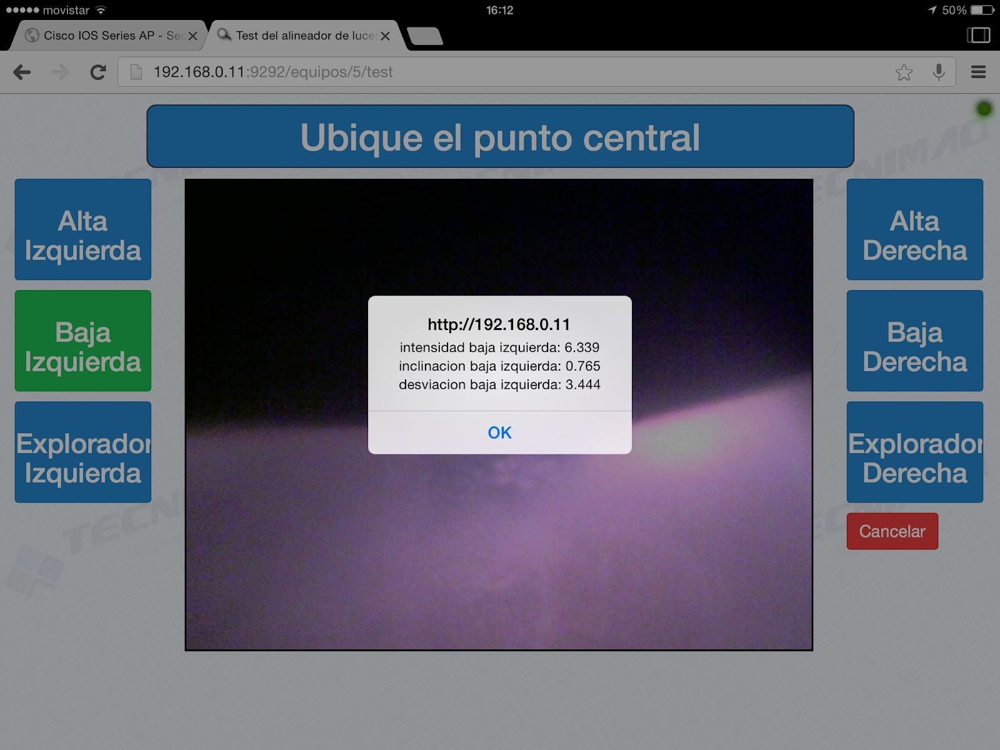 movistar 16:12 50%
Cisco IOS Series AP - Sec
Test del alineador de luces
192.168.0.11:9292/equipos/5/test
Ubique el punto central
Alta
Izquierda
Baja
Izquierda
Explorador
Izquierda
http://192.168.0.11
intensidad baja izquierda: 6.339
inclinacion baja izquierda: 0.765
desviacion baja izquierda: 3.444
OK
Alta
Derecha
Baja
Derecha
Explorador
Derecha
Cancelar